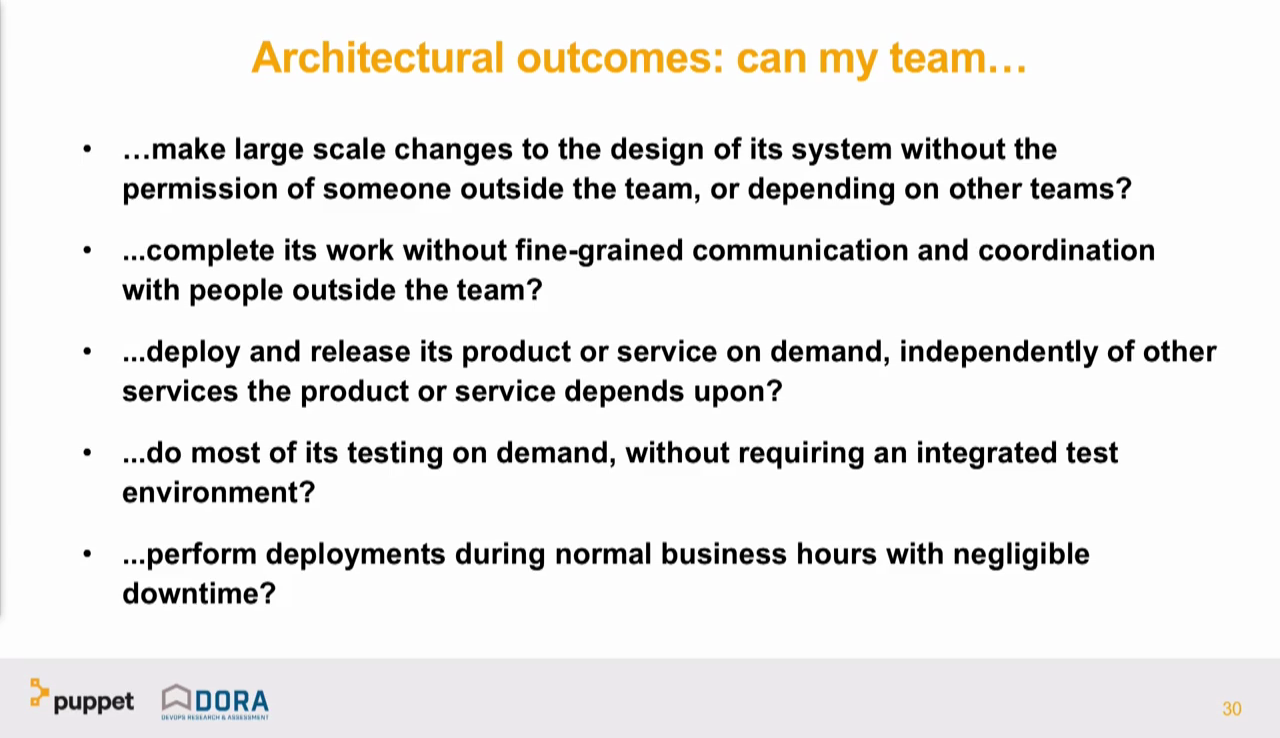 Architectural outcomes: can my team…
• …make large scale changes to the design of its system without the
permission of someone outside the team, or depending on other teams?
• ...complete its work without fine-grained communication and coordination
with people outside the team?
• ...deploy and release its product or service on demand, independently of other
services the product or service depends upon?
• ...do most of its testing on demand, without requiring an integrated test
environment?
• ...perform deployments during normal business hours with negligible
downtime?
puppet
DORA
DEVOPS RESEARCH & ASSESSMENT
30